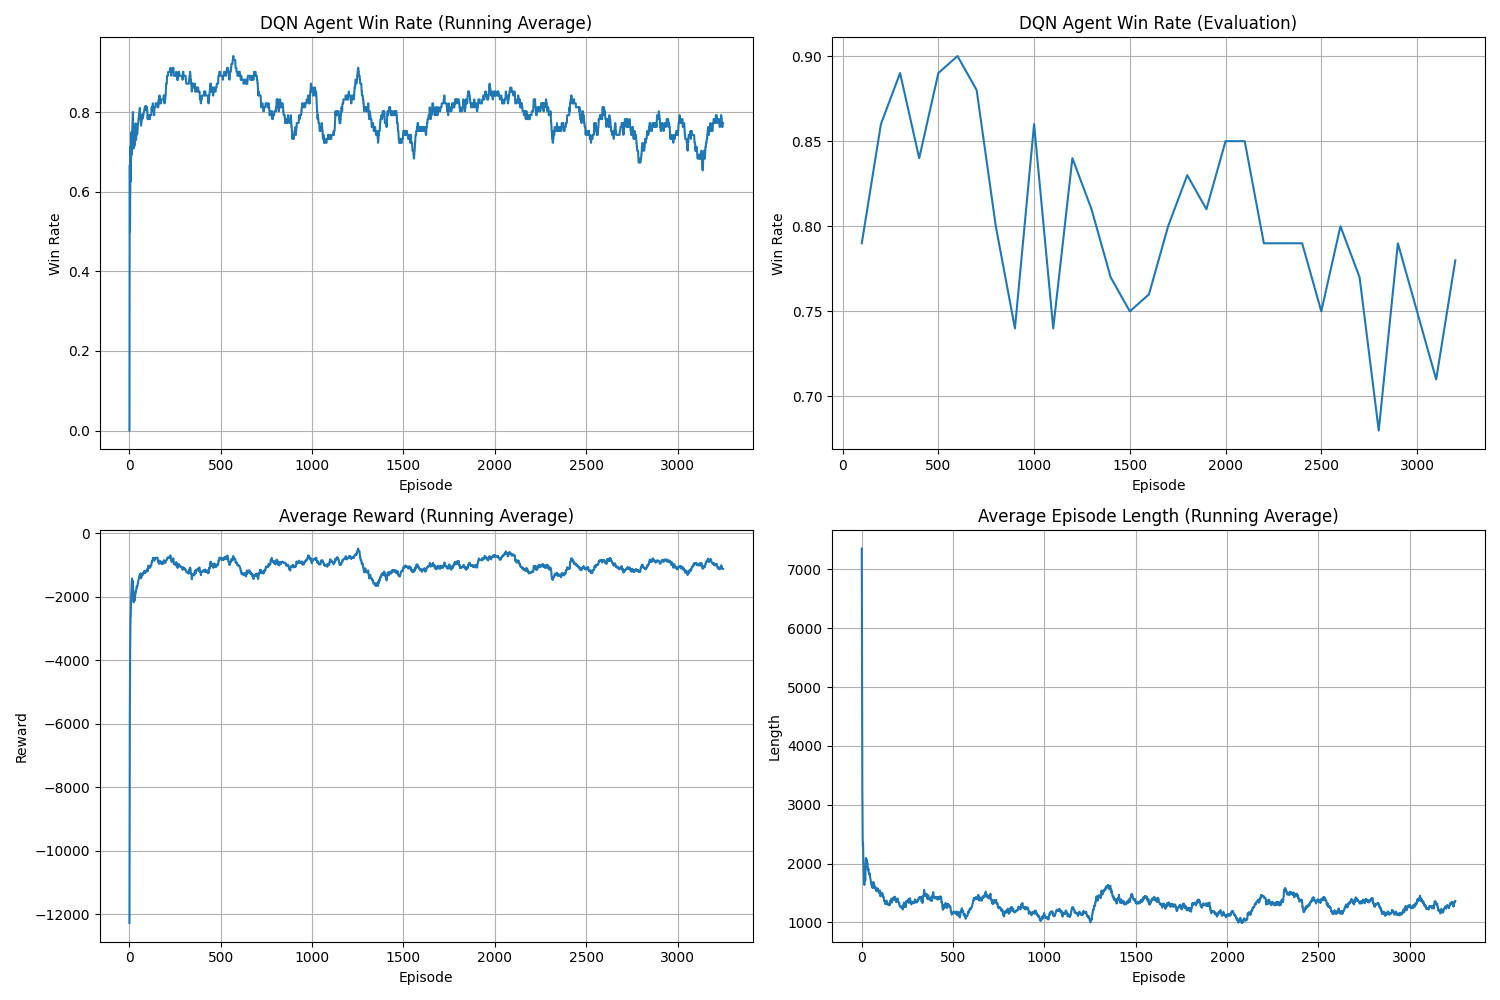 DQN Agent Win Rate (Running Average)
Win Rate
0.8
0.6
0.4
0.2
0.0
0 500 1000 1500 2000 2500 3000
Episode
DQN Agent Win Rate (Evaluation)
Win Rate
0.90
0.85
0.80
0.75
0.70
0 500 1000 1500 2000 2500 3000
Episode
Average Reward (Running Average)
Reward
0
−2000
−4000
−6000
−8000
−10000
−12000
0 500 1000 1500 2000 2500 3000
Episode
Average Episode Length (Running Average)
Length
7000
6000
5000
4000
3000
2000
1000
0 500 1000 1500 2000 2500 3000
Episode